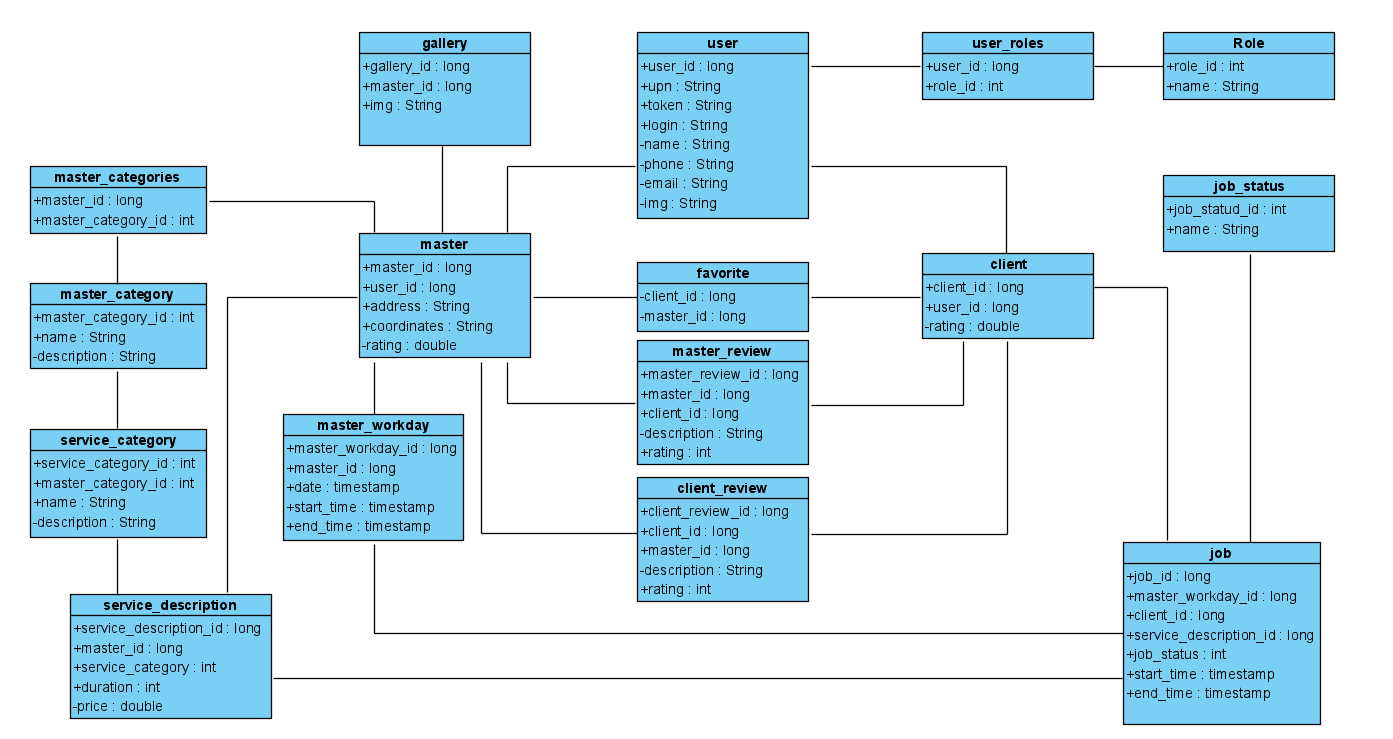 gallery
+gallery_id : long
+master_id : long
+img : String
user
+user_id : long
+upn : String
+token : String
+login : String
-name : String
-phone : String
-email : String
-img : String
user_roles
+user_id : long
+role_id : int
Role
+role_id : int
+name : String
master_categories
+master_id : long
+master_category_id : int
job_status
+job_statud_id : int
+name : String
master
+master_id : long
+user_id : long
+address : String
+coordinates : String
-rating : double
favorite
-client_id : long
-master_id : long
client
+client_id : long
+user_id : long
-rating : double
master_category
+master_category_id : int
+name : String
-description : String
master_review
+master_review_id : long
+master_id : long
+client_id : long
-description : String
+rating : int
master_workday
+master_workday_id : long
+master_id : long
+date : timestamp
+start_time : timestamp
+end_time : timestamp
service_category
+service_category_id : int
+master_category_id : int
+name : String
-description : String
client_review
+client_review_id : long
+client_id : long
+master_id : long
-description : String
+rating : int
job
+job_id : long
+master_workday_id : long
+client_id : long
+service_description_id : long
+job_status : int
+start_time : timestamp
+end_time : timestamp
service_description
+service_description_id : long
+master_id : long
+service_category : int
+duration : int
-price : double